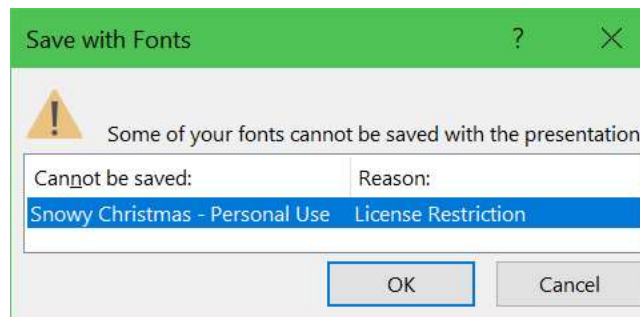 Save with Fonts
?
Some of your fonts cannot be saved with the presentation
Cannot be saved: Reason:
Snowy Christmas - Personal Use License Restriction
OK Cancel